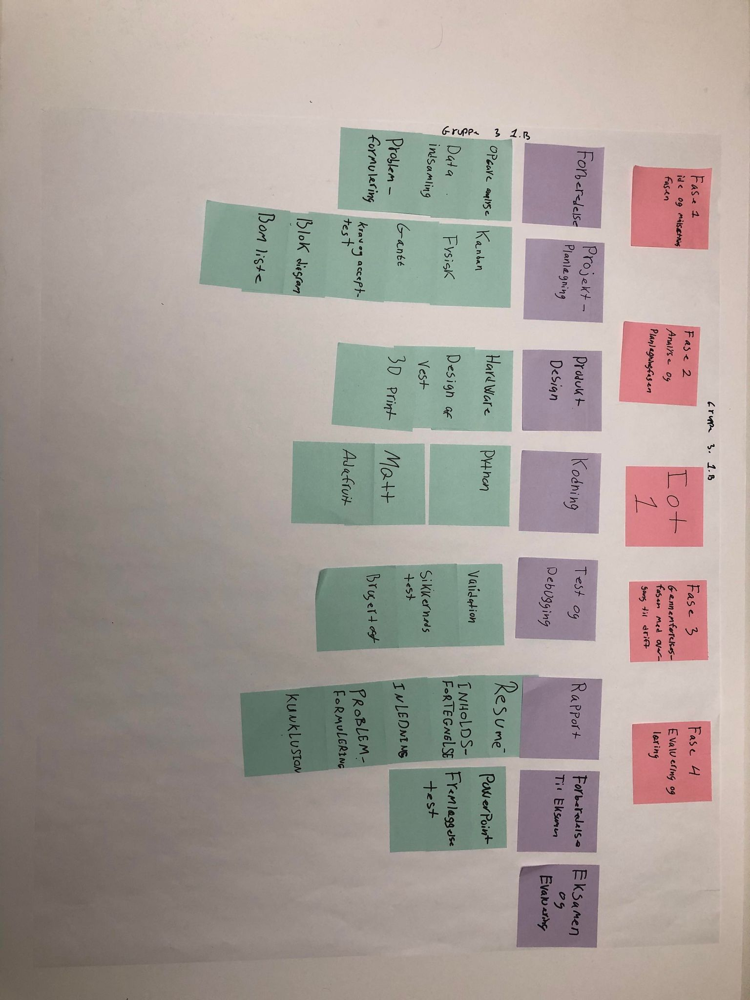 Gruppe 3. 1.B
Fase 1
ide og målsætning
fasen
Fase 2
Analyse og
Planlægningsfasen
Iot
1
Fase 3
Gennemførelses-
fasen med over-
gang til drift
Fase 4
Evaluering og
læring
Gruppe 3 1.B
Forberedelse
Projekt-
Planlægning
Produkt
Design
Kodning
Test og
Debugging
Rapport
Forberedelse
Til Eksamen
Eksamen
og
Evaluering
Opgave analyse
Data
indsamling
Problem-
formulering
Kanban
Fysisk
Gantt
krav og accept-
test
Blok diagram
Bom liste
HardWare
Design af
Vest
3D Print
Python
MQtt
Adafruit
Validation
Sikkerheds
test
Brugertest
Resumé
INHOLDS-
FORTEGNELSE
INLEDNING
PROBLEM-
FORMULERING
KUNKLUSION
PowerPoint
Fremlæggelse
test